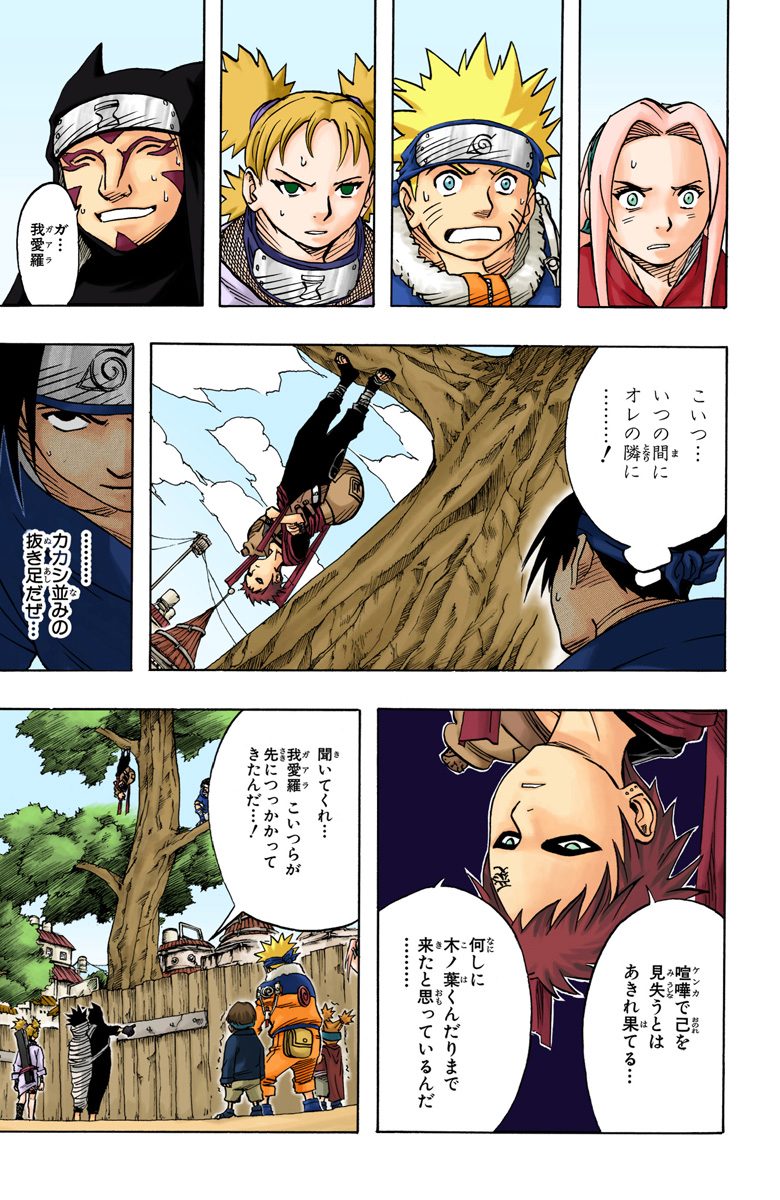 ガ…
我愛羅
こいつ…
いつの間に
オレの隣に
………！
………
カカシ並みの
抜き足だぜ…
喧嘩で己を
見失うとは
あきれ果てる…
何しに
木ノ葉くんだりまで
来たと思っているんだ
………
聞いてくれ…
我愛羅 こいつらが
先につっかかって
きたんだ…！